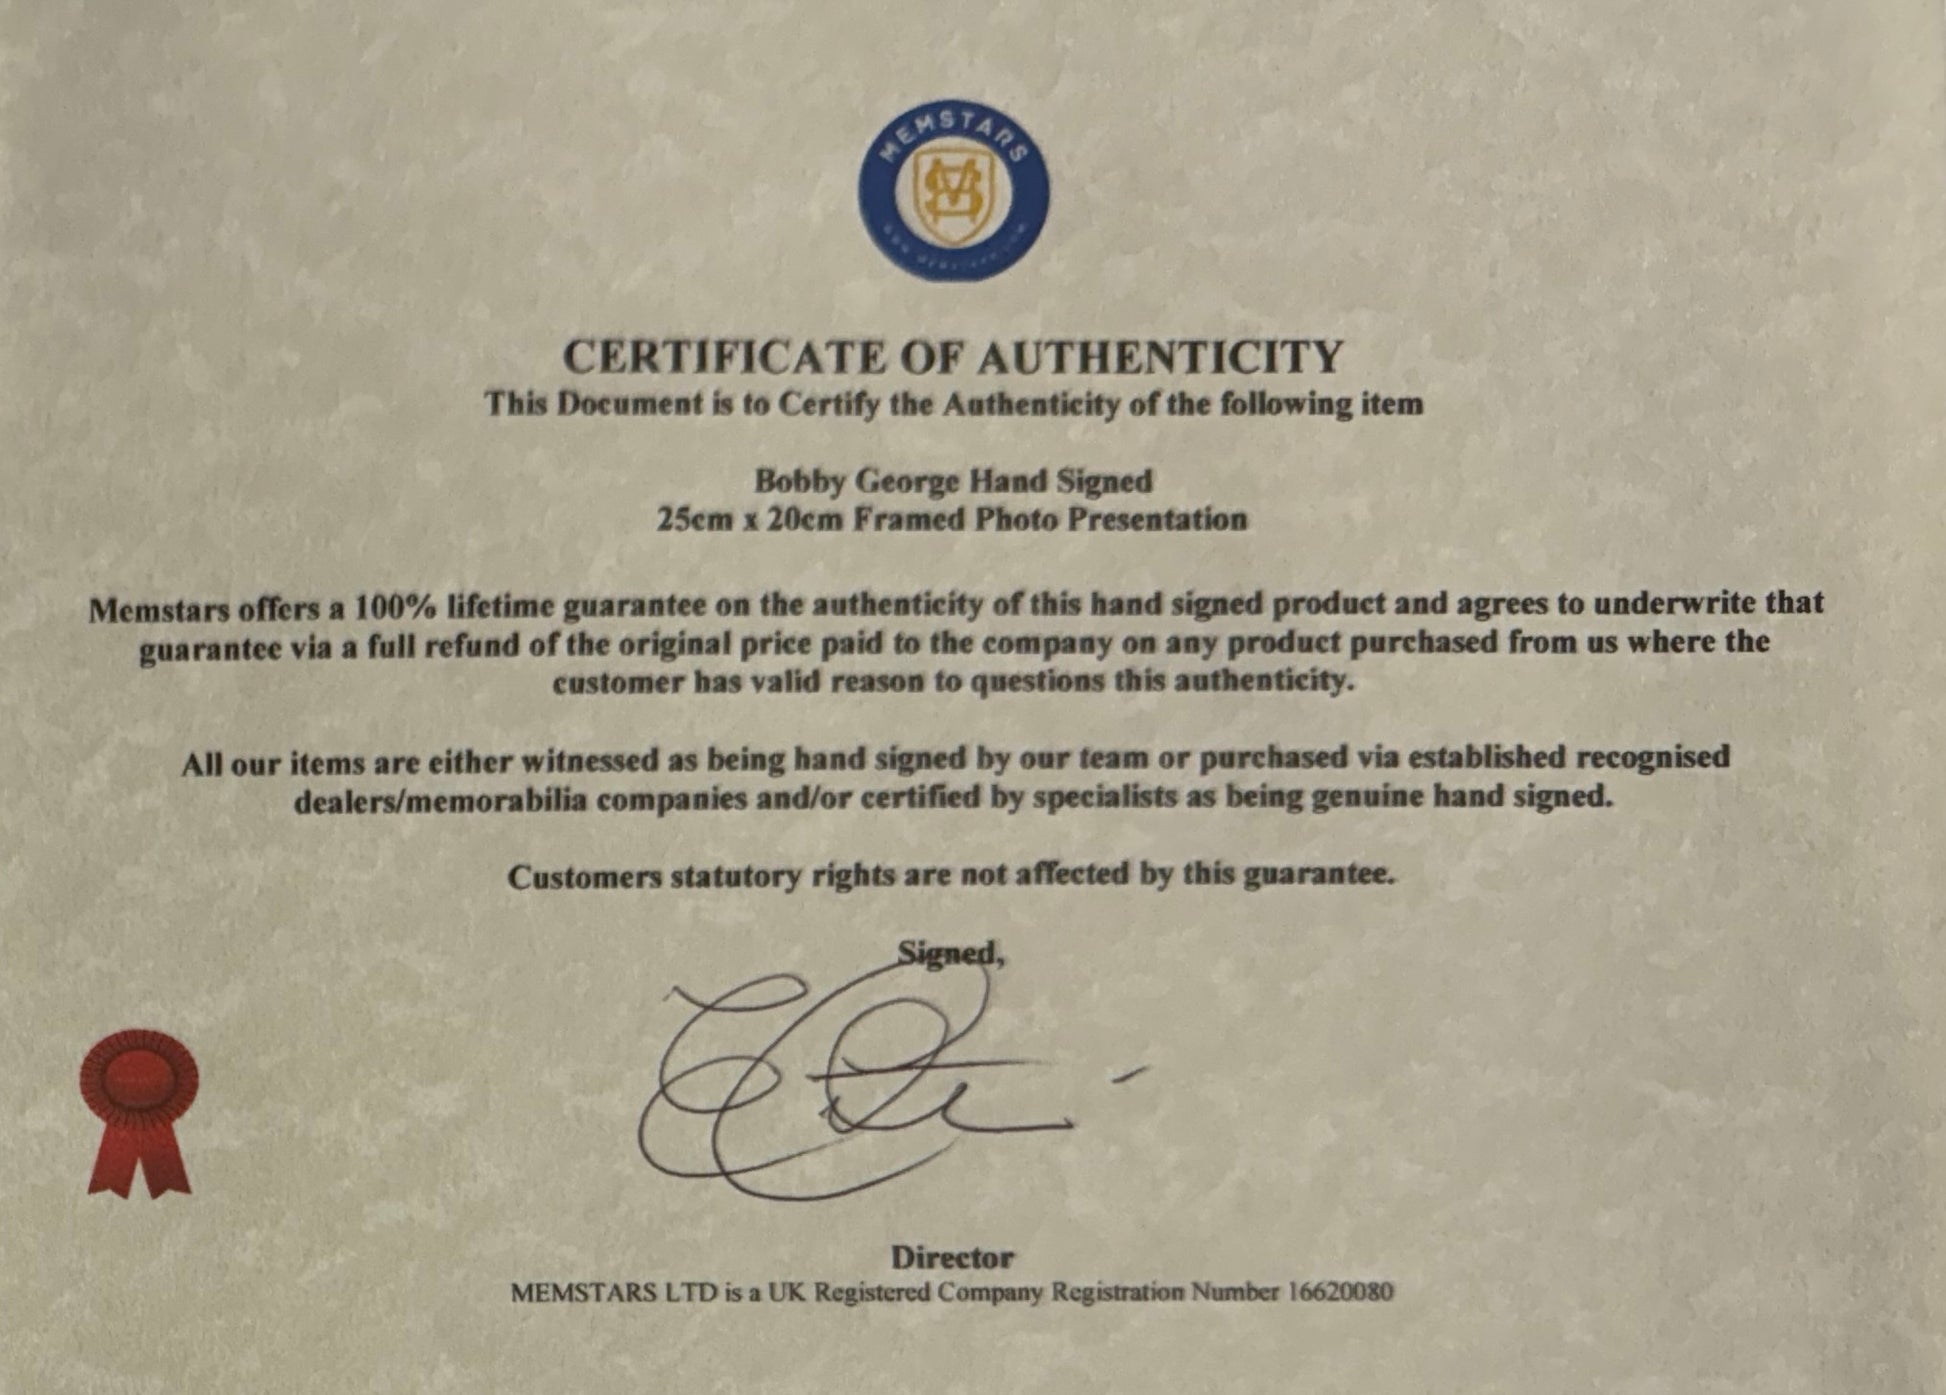 MEMSTARS
CERTIFICATE OF AUTHENTICITY
This Document is to Certify the Authenticity of the following item
Bobby George Hand Signed
25cm x 20cm Framed Photo Presentation
Memstars offers a 100% lifetime guarantee on the authenticity of this hand signed product and agrees to underwrite that
guarantee via a full refund of the original price paid to the company on any product purchased from us where the
customer has valid reason to questions this authenticity.
All our items are either witnessed as being hand signed by our team or purchased via established recognised
dealers/memorabilia companies and/or certified by specialists as being genuine hand signed.
Customers statutory rights are not affected by this guarantee.
Signed,
Director
MEMSTARS LTD is a UK Registered Company Registration Number 16620080